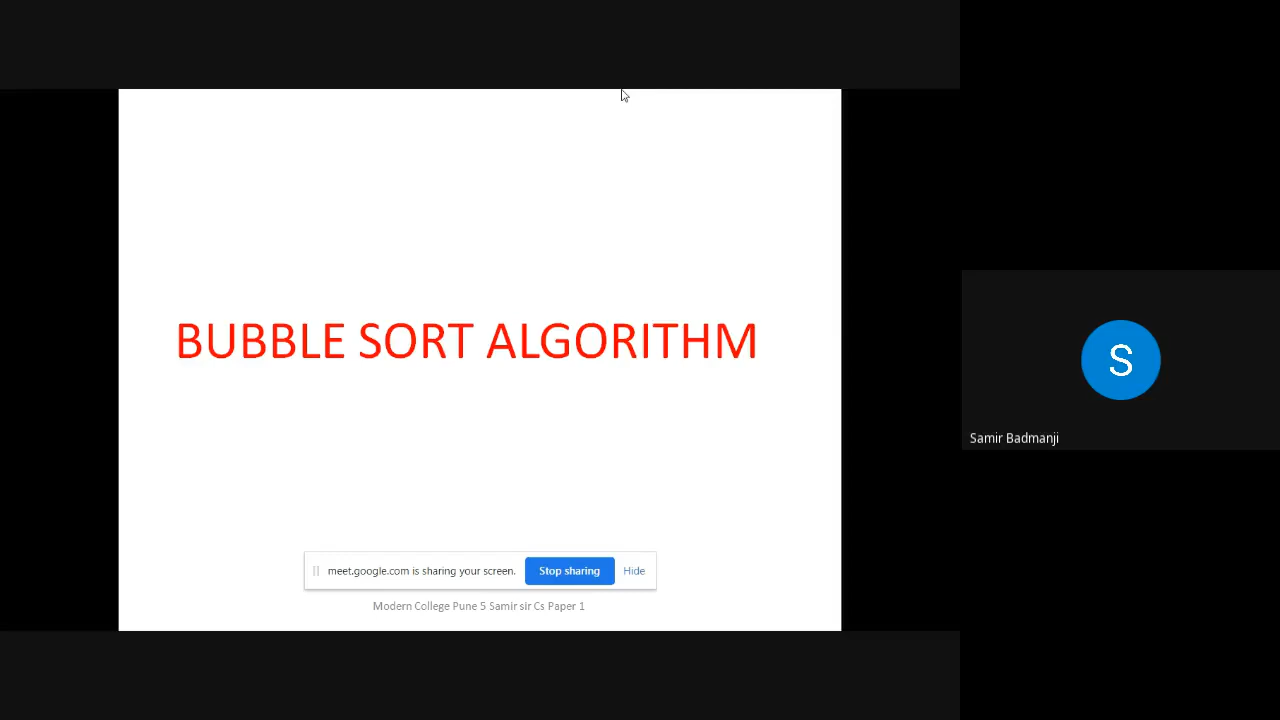 BUBBLE SORT ALGORITHM
S
Samir Badmanji
meet.google.com is sharing your screen. Stop sharing Hide
Modern College Pune 5 Samir sir Cs Paper 1